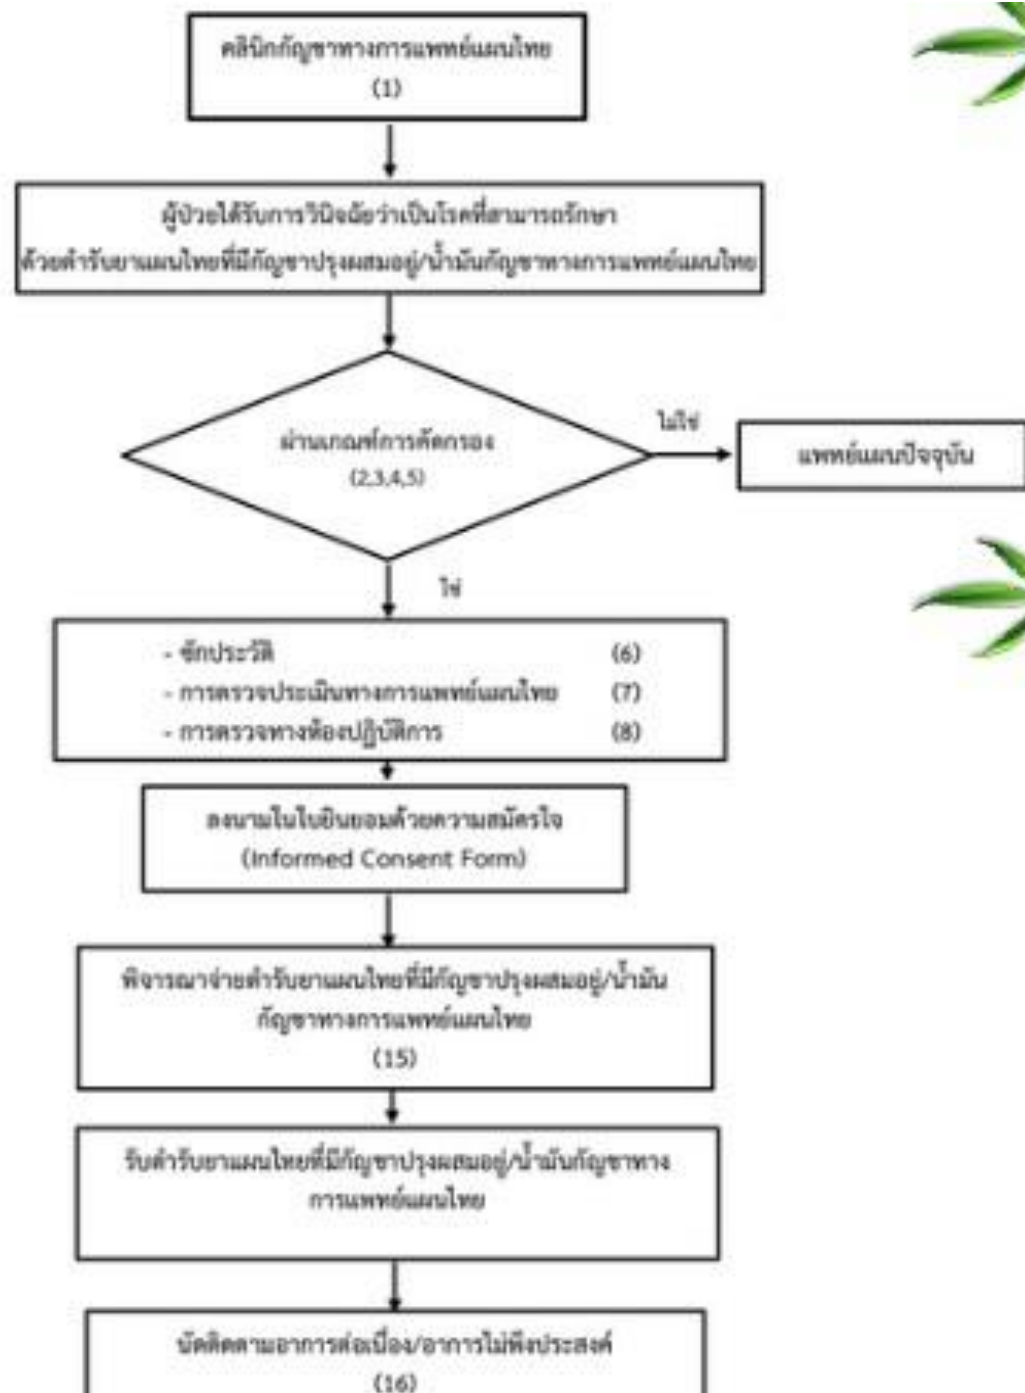 คลินิกกัญชาทางการแพทย์แผนไทย
(1)
ผู้ป่วยได้รับการวินิจฉัยว่าเป็นโรคที่สามารถรักษา
ด้วยตำรับยาแผนไทยที่มีกัญชาปรุงผสมอยู่/น้ำมันกัญชาทางการแพทย์แผนไทย
ผ่านเกณฑ์การคัดกรอง
(2,3,4,5)
ไม่ใช่
แพทย์แผนปัจจุบัน
ใช่
- ซักประวัติ (6)
- การตรวจประเมินทางการแพทย์แผนไทย (7)
- การตรวจทางห้องปฏิบัติการ (8)
ลงนามในใบยินยอมด้วยความสมัครใจ
(Informed Consent Form)
พิจารณาจ่ายตำรับยาแผนไทยที่มีกัญชาปรุงผสมอยู่/น้ำมัน
กัญชาทางการแพทย์แผนไทย
(15)
รับตำรับยาแผนไทยที่มีกัญชาปรุงผสมอยู่/น้ำมันกัญชาทาง
การแพทย์แผนไทย
นัดติดตามอาการต่อเนื่อง/อาการไม่พึงประสงค์
(16)